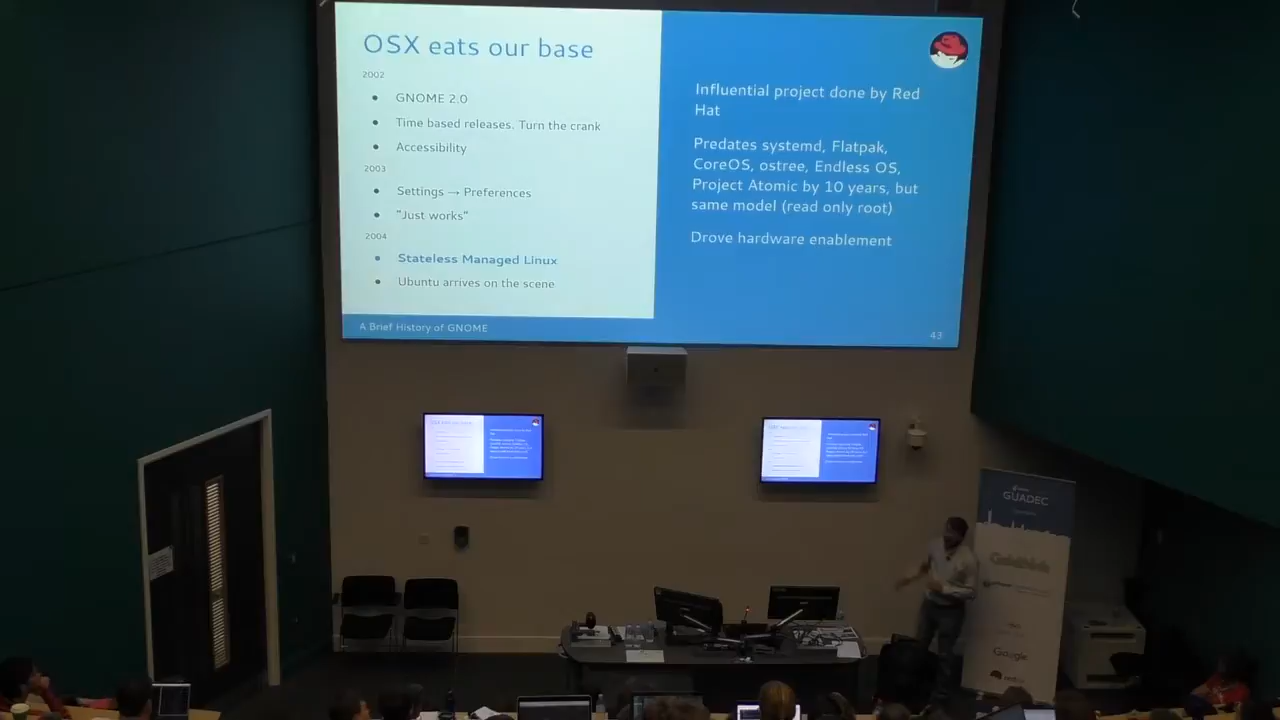 OSX eats our base
2002
GNOME 2.0
Time based releases. Turn the crank
Accessibility
2003
Settings → Preferences
"Just works"
2004
Stateless Managed Linux
Ubuntu arrives on the scene
Influential project done by Red
Hat
Predates systemd, Flatpak,
CoreOS, ostree, Endless OS,
Project Atomic by 10 years, but
same model (read only root)
Drove hardware enablement
A Brief History of GNOME
43
GUADEC
Google